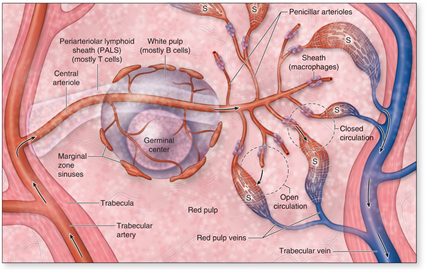 S
S
Penicillar arterioles
White pulp
(mostly B cells)
Periarteriolar lymphoid
sheath (PALS)
(mostly T cells)
S
Sheath
(macrophages)
Central
arteriole
S
Closed
circulation
Germinal
center
S
Marginal
zone
sinuses
S
S
Open
circulation
Trabecula
Red pulp
Trabecular
artery
Red pulp veins
Trabecular vein